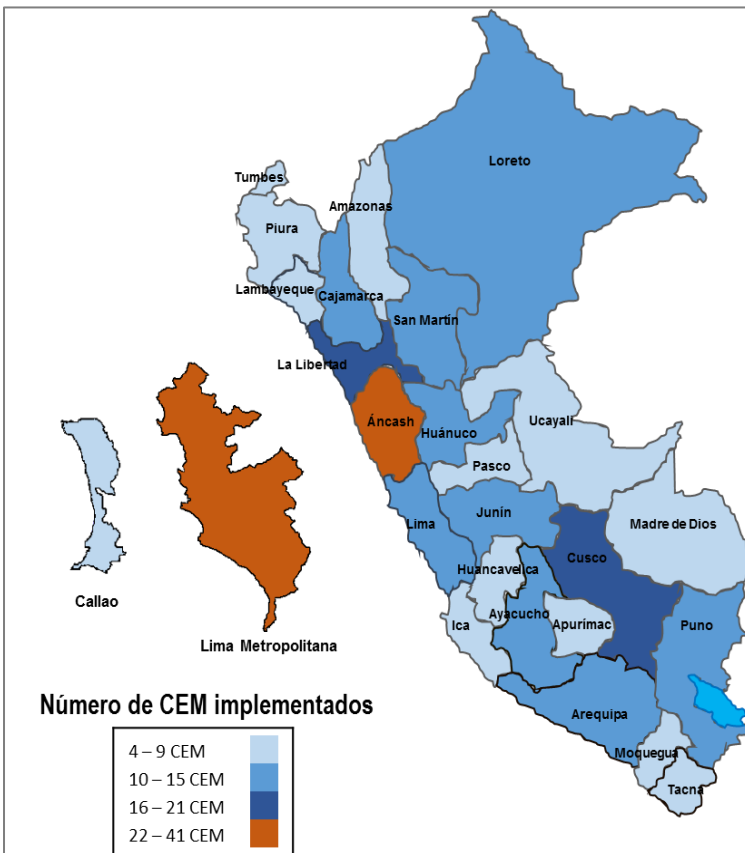 Loreto
Tumbes
Amazonas
Piura
Lambayeque
Cajamarca
San Martín
La Libertad
Áncash
Huánuco
Ucayali
Pasco
Lima
Junín
Madre de Dios
Cusco
Huancavelica
Callao
Ayacucho
Apurímac
Ica
Puno
Lima Metropolitana
Número de CEM implementados
Arequipa
4 – 9 CEM
10 – 15 CEM
16 – 21 CEM
22 – 41 CEM
Moquegua
Tacna